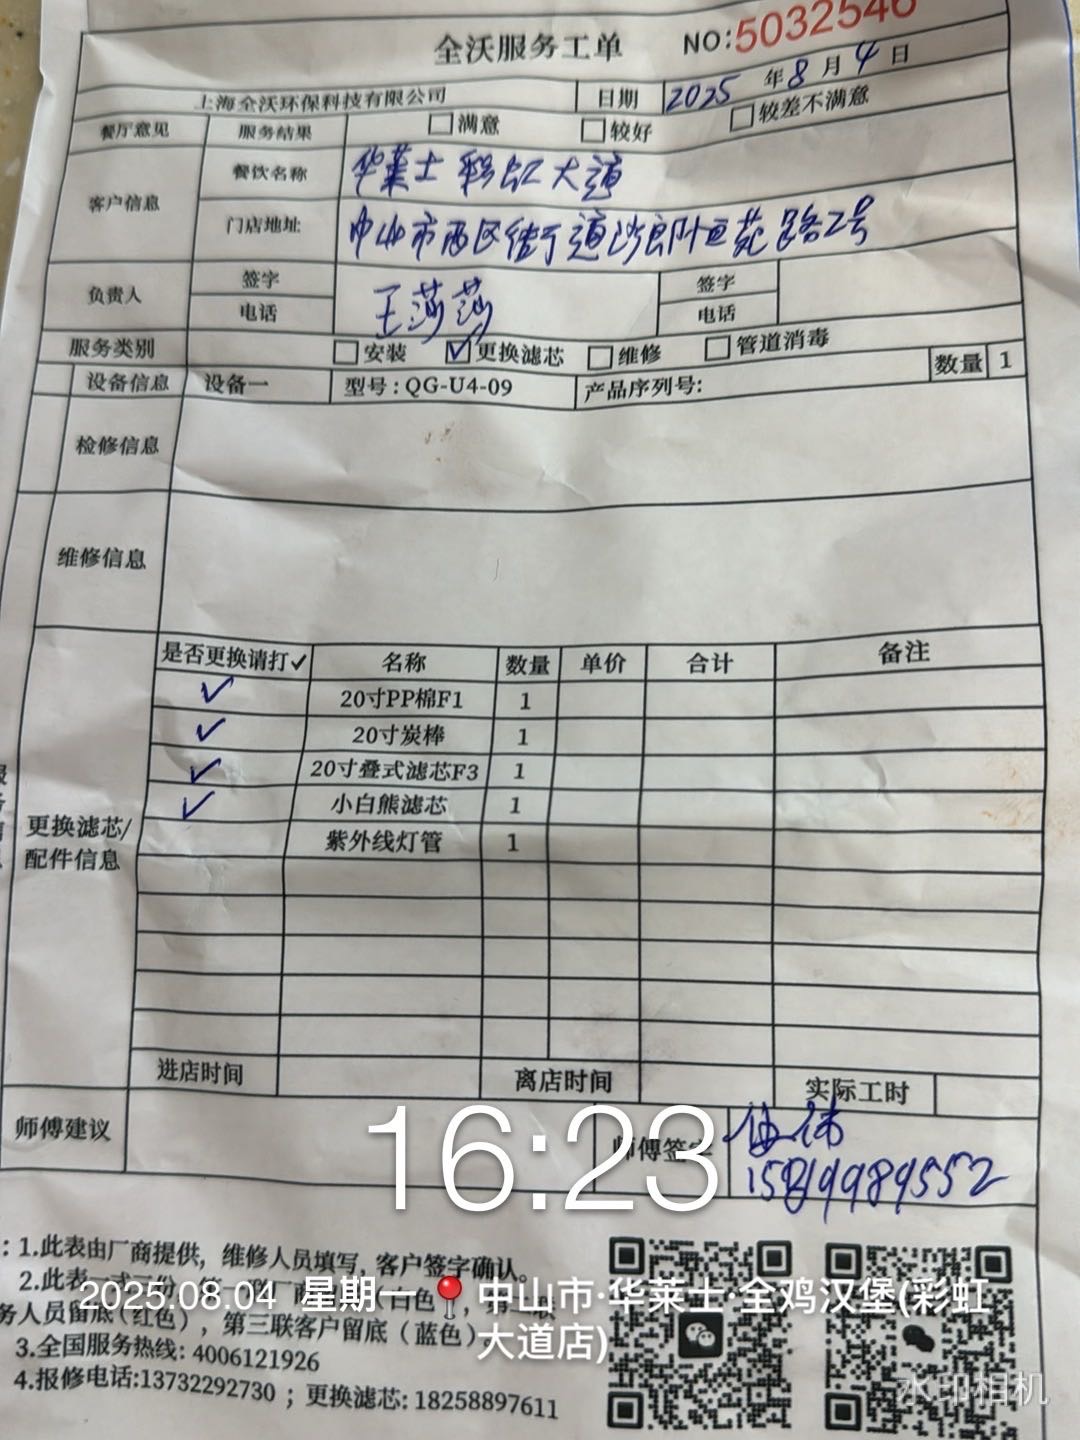 全沃服务工单 NO:5032546
上海全沃环保科技有限公司 日期 2025年8月4日
餐厅意见 服务结果 满意 较好 较差不满意
客户信息 餐饮名称 华莱士彩虹大道
门店地址 中山市西区街道沙朗恒苑路2号
负责人 签字 王莎莎 签字
电话 电话
服务类别 安装 ✓更换滤芯 维修 管道消毒
设备信息 设备一 型号:QG-U4-09 产品序列号: 数量 1
检修信息
维修信息
是否更换请打✓ 名称 数量 单价 合计 备注
✓ 20寸PP棉F1 1
✓ 20寸炭棒 1
✓ 20寸叠式滤芯F3 1
✓ 小白熊滤芯 1
紫外线灯管 1
更换滤芯/
配件信息
进店时间 离店时间 实际工时
师傅建议 师傅签字
16:23
:1.此表由厂商提供，维修人员填写，客户签字确认。
2.此表
务人员留底(红色)，第三联客户留底(蓝色)。
3.全国服务热线: 4006121926
4.报修电话:13732292730；更换滤芯: 18258897611
2025.08.04 星期一 中山市·华莱士·全鸡汉堡(彩虹
大道店)
水印相机